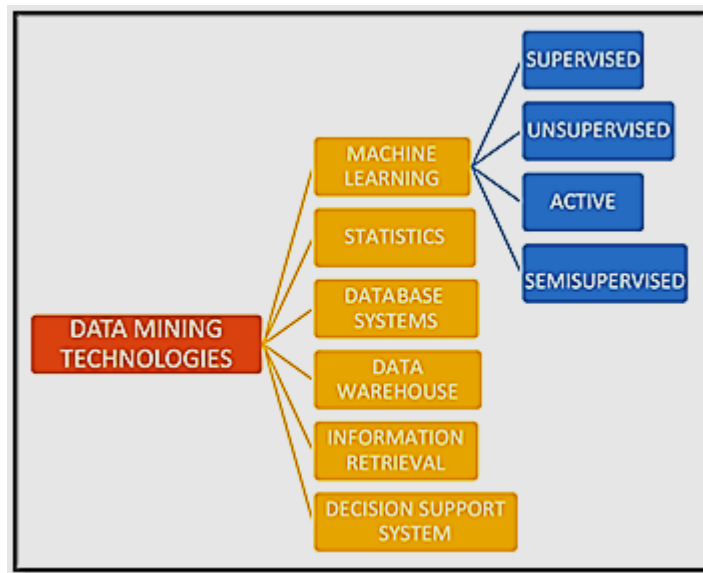 DATA MINING
TECHNOLOGIES
MACHINE
LEARNING
STATISTICS
DATABASE
SYSTEMS
DATA
WAREHOUSE
INFORMATION
RETRIEVAL
DECISION SUPPORT
SYSTEM
SUPERVISED
UNSUPERVISED
ACTIVE
SEMISUPERVISED